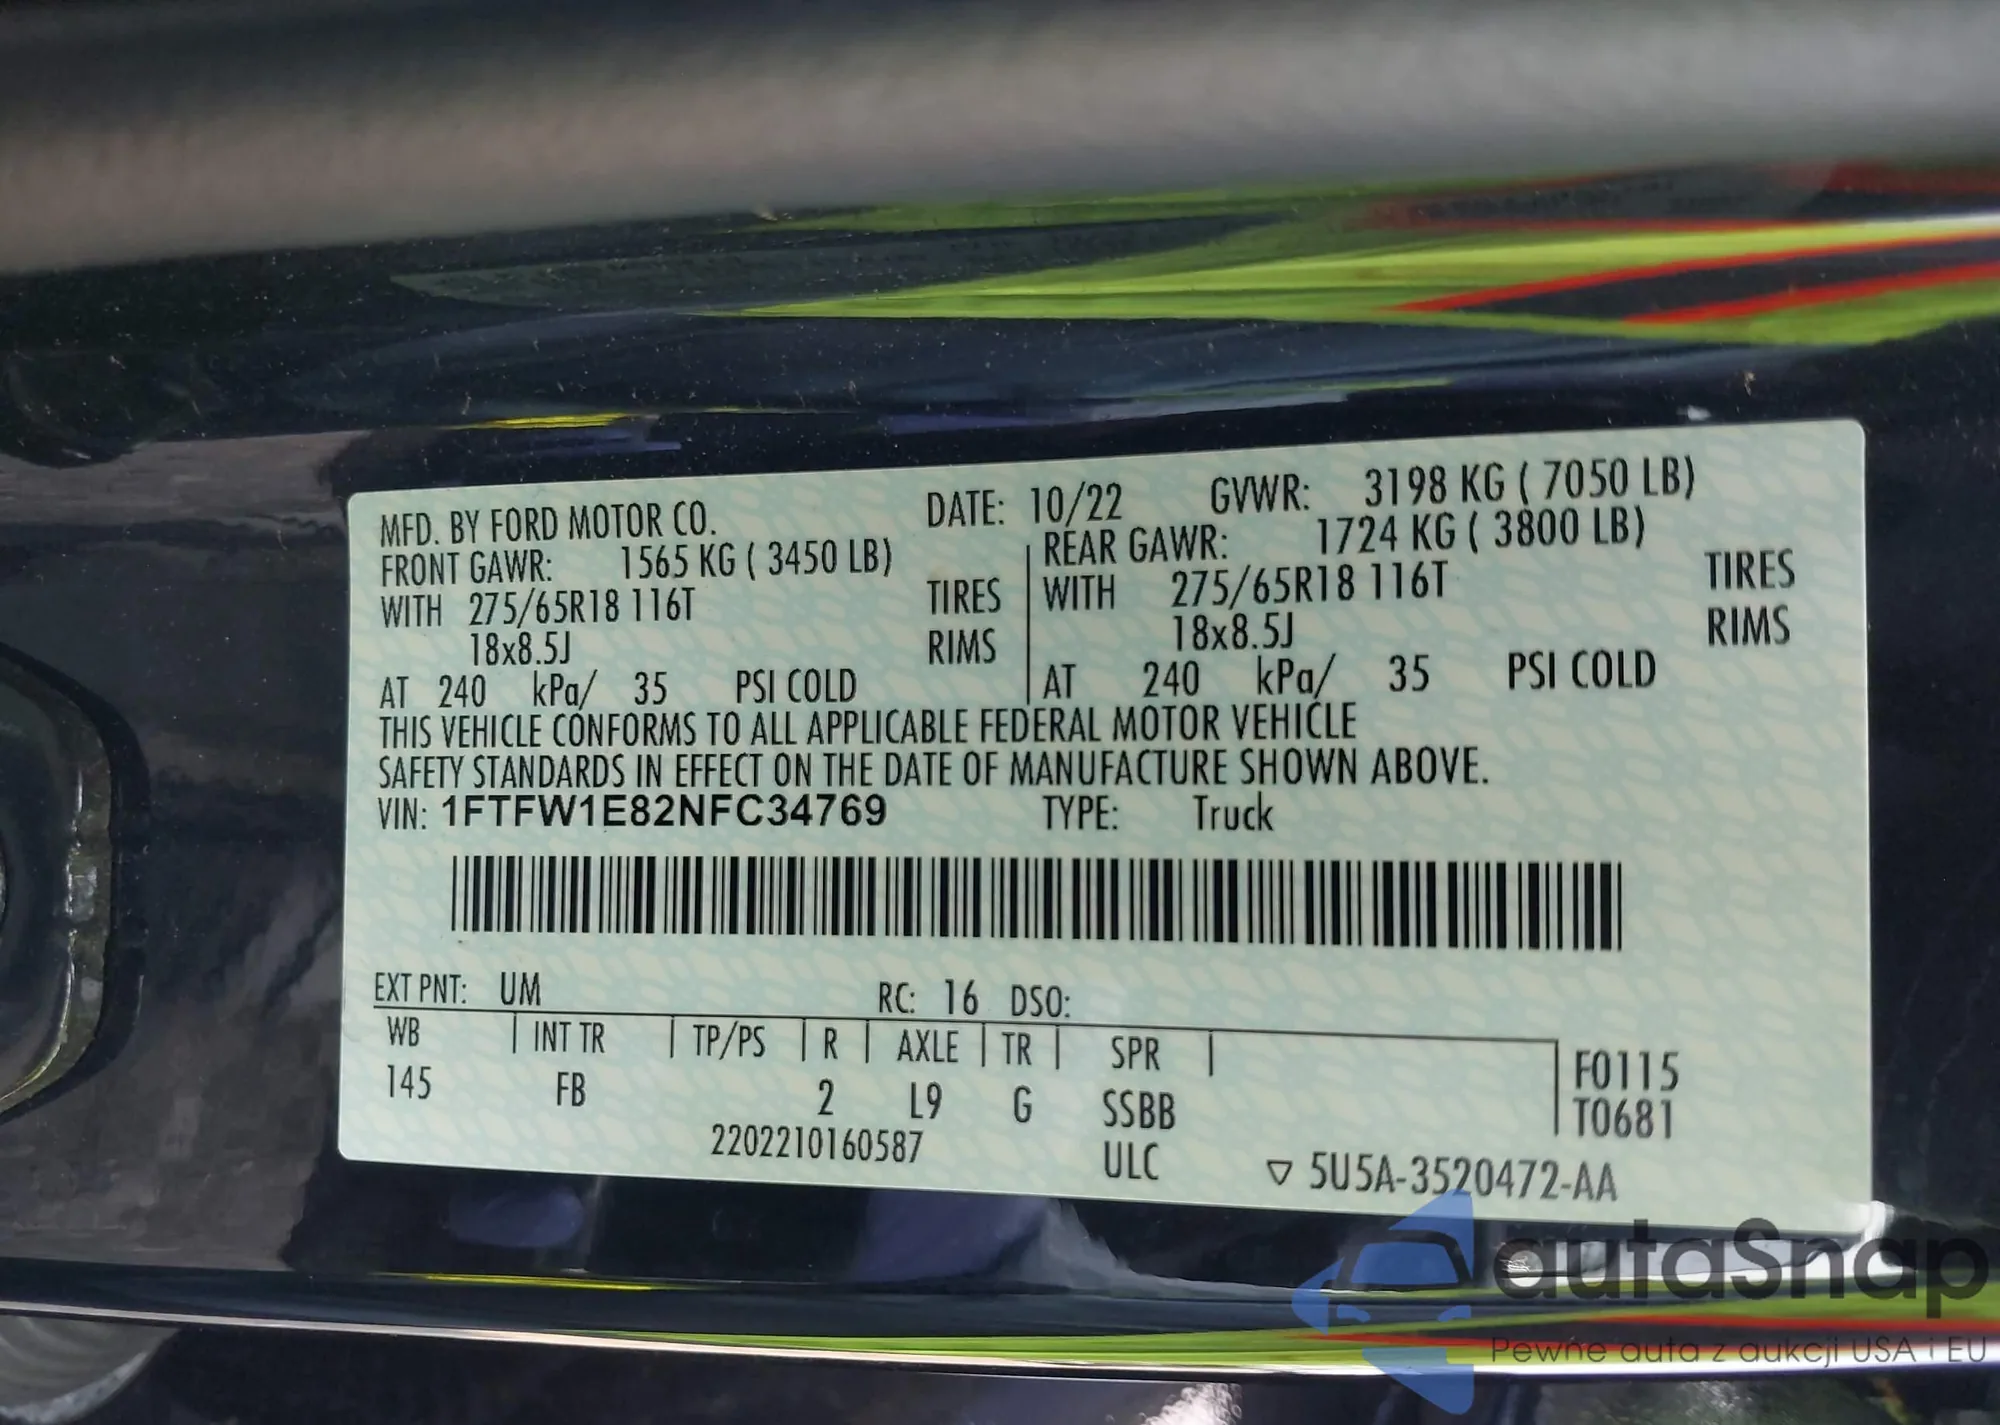 MFD. BY FORD MOTOR CO. DATE: 10/22 GVWR: 3198 KG ( 7050 LB)
FRONT GAWR: 1565 KG ( 3450 LB) REAR GAWR: 1724 KG ( 3800 LB)
WITH 275/65R18 116T TIRES WITH 275/65R18 116T TIRES
18x8.5J RIMS 18x8.5J RIMS
AT 240 kPa/ 35 PSI COLD AT 240 kPa/ 35 PSI COLD
THIS VEHICLE CONFORMS TO ALL APPLICABLE FEDERAL MOTOR VEHICLE
SAFETY STANDARDS IN EFFECT ON THE DATE OF MANUFACTURE SHOWN ABOVE.
VIN: 1FTFW1E82NFC34769 TYPE: Truck
EXT PNT: UM RC: 16 DSO:
WB INT TR TP/PS R AXLE TR SPR F0115
145 FB 2 L9 G SSBB T0681
2202210160587 ULC ▽ 5U5A-3520472-AA
autaSnap
Pewne auta z aukcji USA i EU